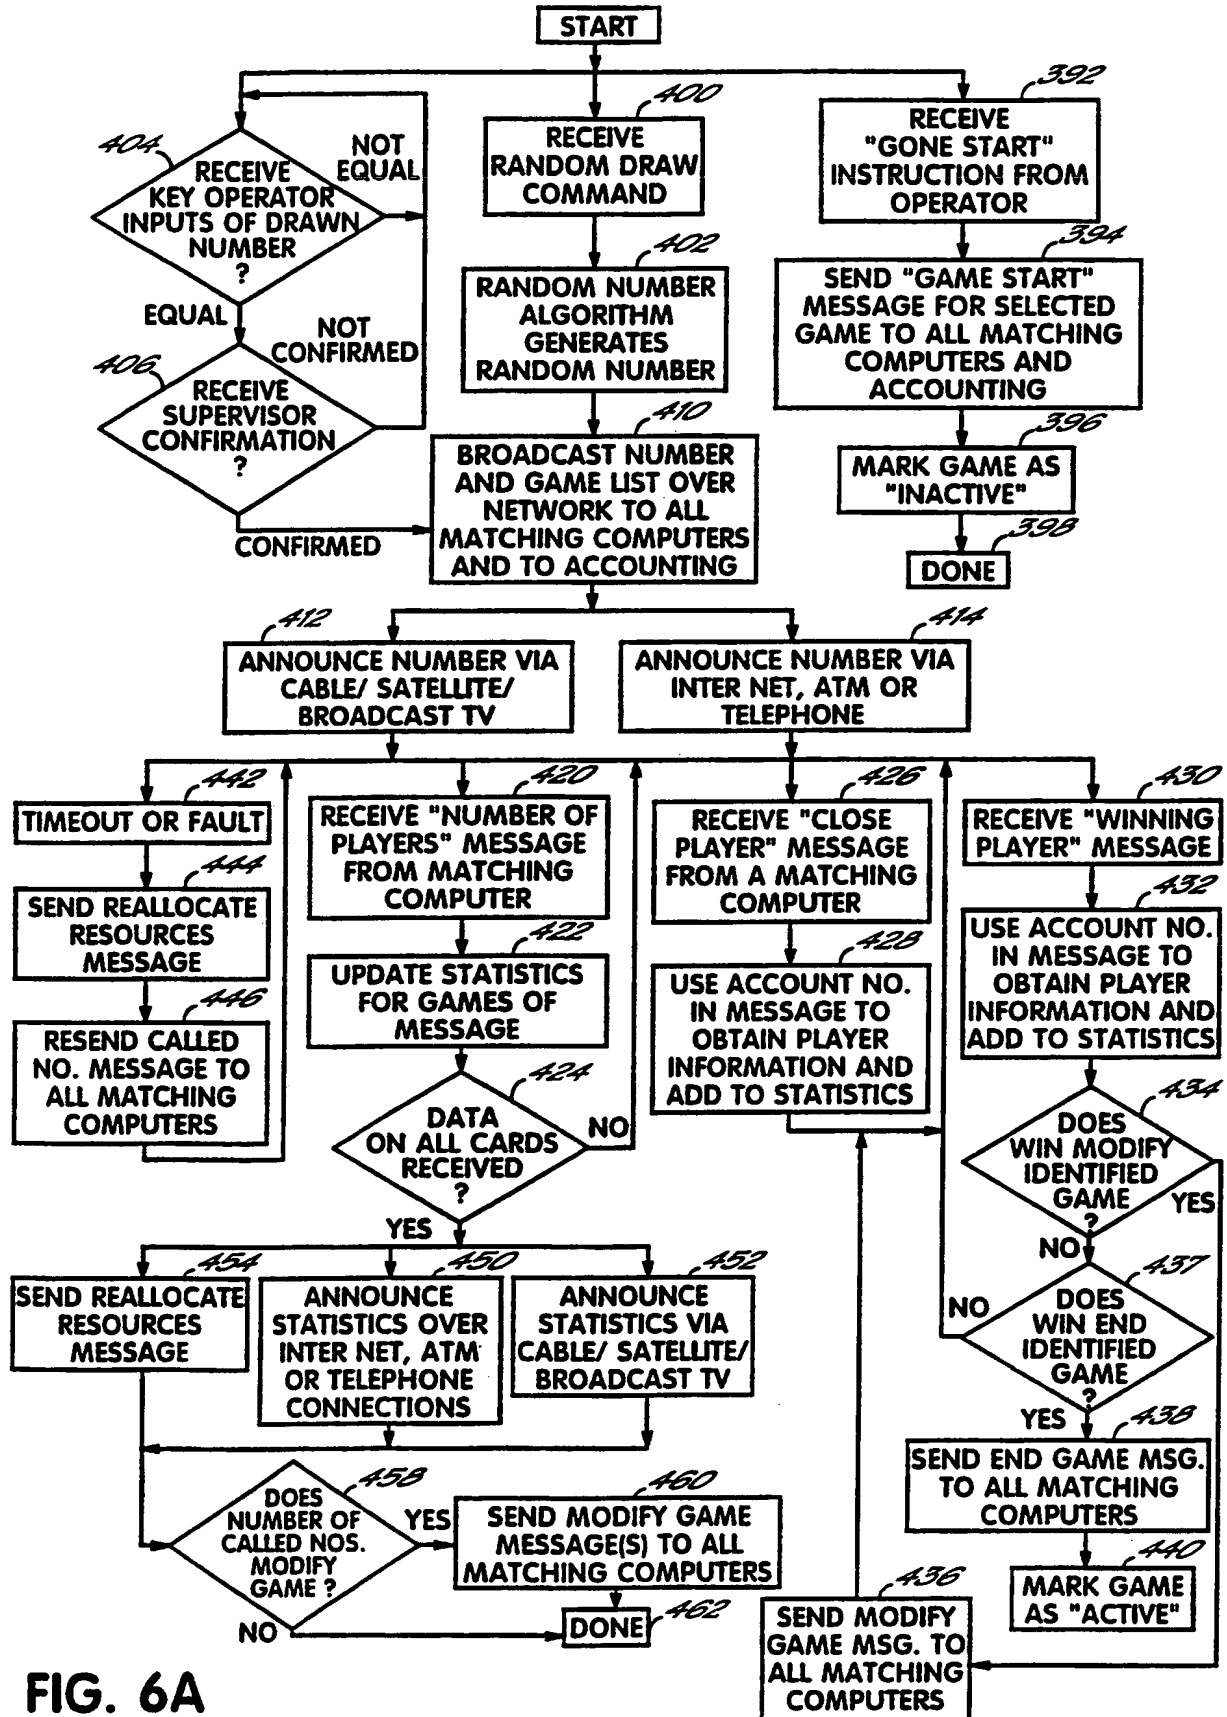 START
404
RECEIVE
KEY OPERATOR
INPUTS OF DRAWN
NUMBER
?
NOT
EQUAL
EQUAL
406
RECEIVE
SUPERVISOR
CONFIRMATION
?
NOT
CONFIRMED
CONFIRMED
400
RECEIVE
RANDOM DRAW
COMMAND
402
RANDOM NUMBER
ALGORITHM
GENERATES
RANDOM NUMBER
410
BROADCAST NUMBER
AND GAME LIST OVER
NETWORK TO ALL
MATCHING COMPUTERS
AND TO ACCOUNTING
392
RECEIVE
"GONE START"
INSTRUCTION FROM
OPERATOR
394
SEND "GAME START"
MESSAGE FOR SELECTED
GAME TO ALL MATCHING
COMPUTERS AND
ACCOUNTING
396
MARK GAME AS
"INACTIVE"
398
DONE
412
ANNOUNCE NUMBER VIA
CABLE/ SATELLITE/
BROADCAST TV
414
ANNOUNCE NUMBER VIA
INTER NET, ATM OR
TELEPHONE
442
TIMEOUT OR FAULT
444
SEND REALLOCATE
RESOURCES
MESSAGE
446
RESEND CALLED
NO. MESSAGE TO
ALL MATCHING
COMPUTERS
420
RECEIVE "NUMBER OF
PLAYERS" MESSAGE
FROM MATCHING
COMPUTER
422
UPDATE STATISTICS
FOR GAMES OF
MESSAGE
424
DATA
ON ALL CARDS
RECEIVED
?
NO
YES
426
RECEIVE "CLOSE
PLAYER" MESSAGE
FROM A MATCHING
COMPUTER
428
USE ACCOUNT NO.
IN MESSAGE TO
OBTAIN PLAYER
INFORMATION AND
ADD TO STATISTICS
430
RECEIVE "WINNING
PLAYER" MESSAGE
432
USE ACCOUNT NO.
IN MESSAGE TO
OBTAIN PLAYER
INFORMATION AND
ADD TO STATISTICS
434
DOES
WIN MODIFY
IDENTIFIED
GAME
?
YES
NO
437
DOES
WIN END
IDENTIFIED
GAME
?
NO
YES
438
SEND END GAME MSG.
TO ALL MATCHING
COMPUTERS
440
MARK GAME
AS "ACTIVE"
454
SEND REALLOCATE
RESOURCES
MESSAGE
450
ANNOUNCE
STATISTICS OVER
INTER NET, ATM
OR TELEPHONE
CONNECTIONS
452
ANNOUNCE
STATISTICS VIA
CABLE/ SATELLITE/
BROADCAST TV
458
DOES
NUMBER OF
CALLED NOS.
MODIFY
GAME ?
YES
NO
460
SEND MODIFY GAME
MESSAGE(S) TO ALL
MATCHING COMPUTERS
DONE
462
436
SEND MODIFY
GAME MSG. TO
ALL MATCHING
COMPUTERS
FIG. 6A